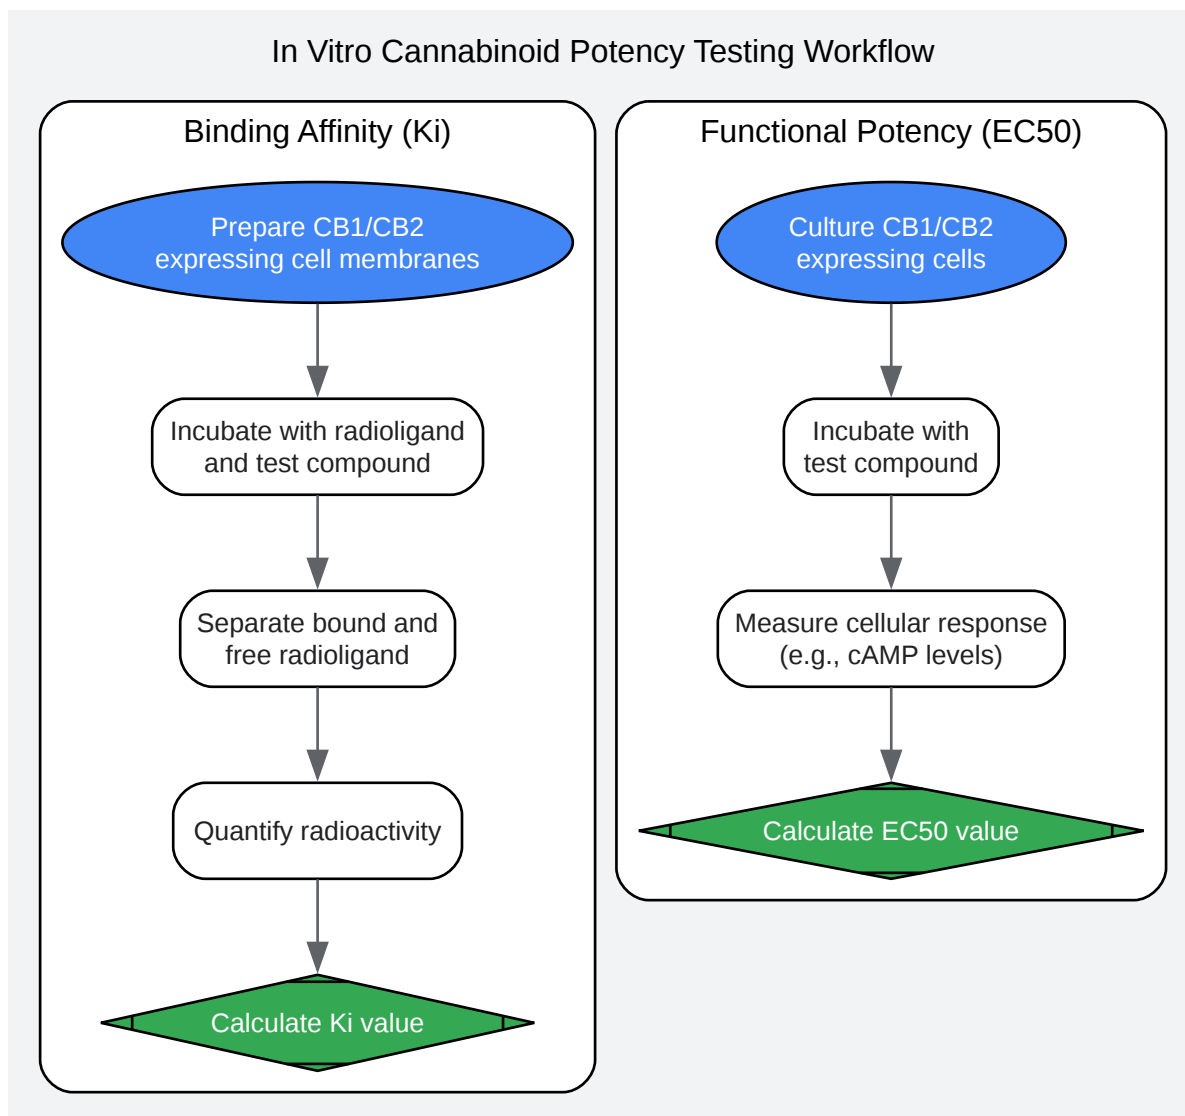 In Vitro Cannabinoid Potency Testing Workflow
Binding Affinity (Ki)
Prepare CB1/CB2
expressing cell membranes
Incubate with radioligand
and test compound
Separate bound and
free radioligand
Quantify radioactivity
Calculate Ki value
Functional Potency (EC50)
Culture CB1/CB2
expressing cells
Incubate with
test compound
Measure cellular response
(e.g., cAMP levels)
Calculate EC50 value